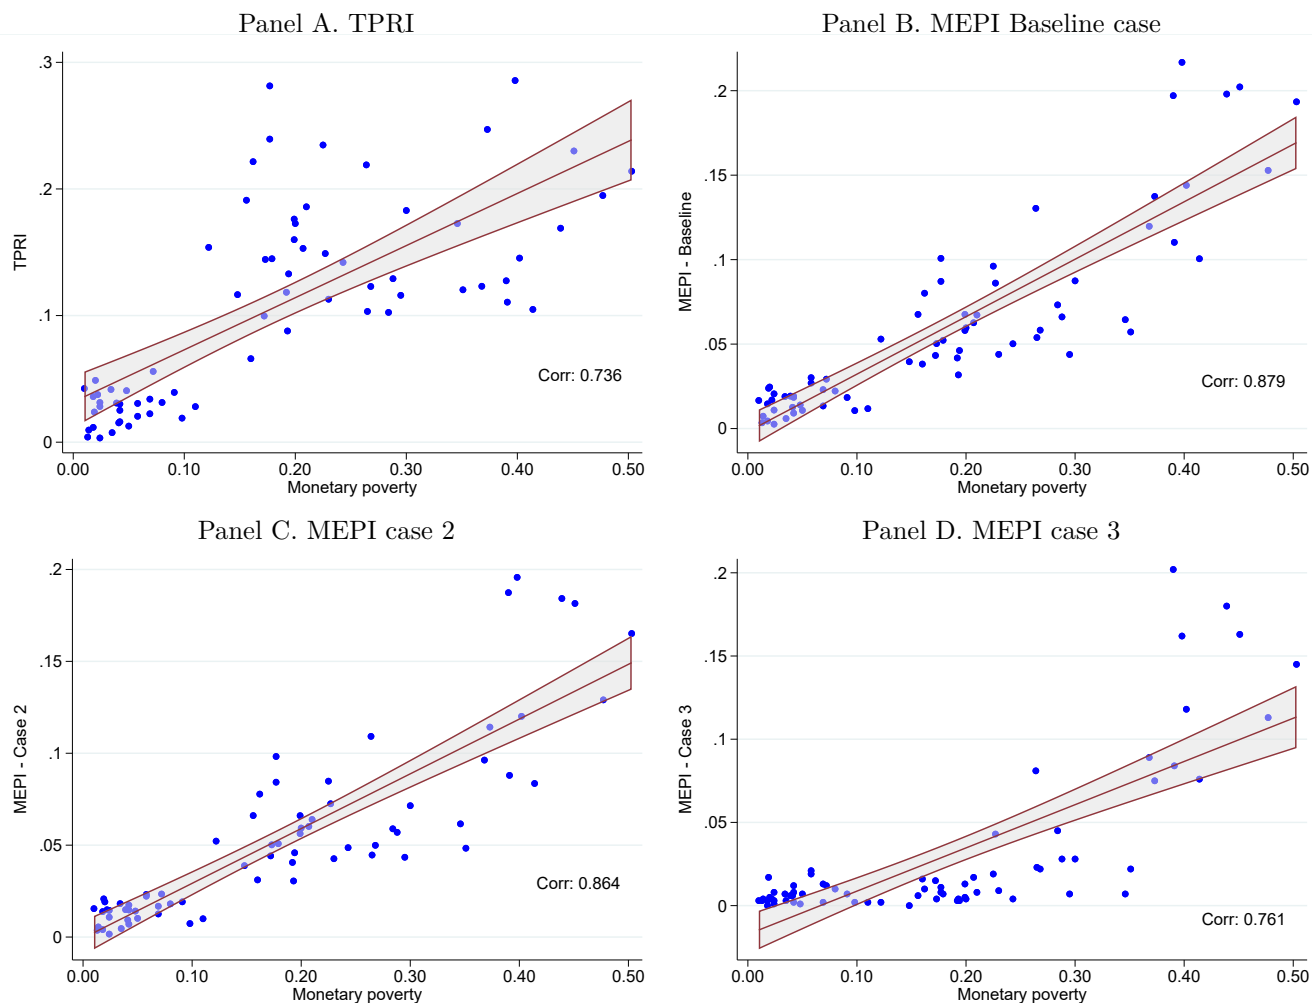 Panel A. TPRI
.3
.2
.1
0
TPRI
Corr: 0.736
0.00 0.10 0.20 0.30 0.40 0.50
Monetary poverty
Panel B. MEPI Baseline case
.2
.15
.1
.05
0
MEPI - Baseline
Corr: 0.879
0.00 0.10 0.20 0.30 0.40 0.50
Monetary poverty
Panel C. MEPI case 2
.2
.15
.1
.05
0
MEPI - Case 2
Corr: 0.864
0.00 0.10 0.20 0.30 0.40 0.50
Monetary poverty
Panel D. MEPI case 3
.2
.15
.1
.05
0
MEPI - Case 3
Corr: 0.761
0.00 0.10 0.20 0.30 0.40 0.50
Monetary poverty